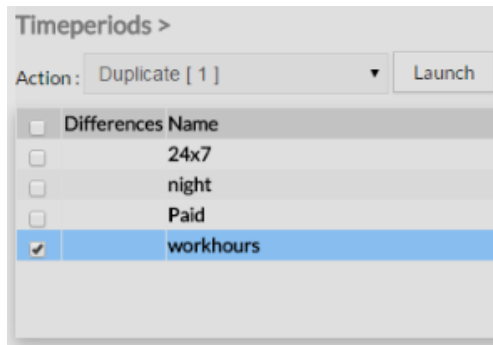 Timeperiods >
Action : Duplicate [ 1 ] Launch
Differences Name
24x7
night
Paid
workhours